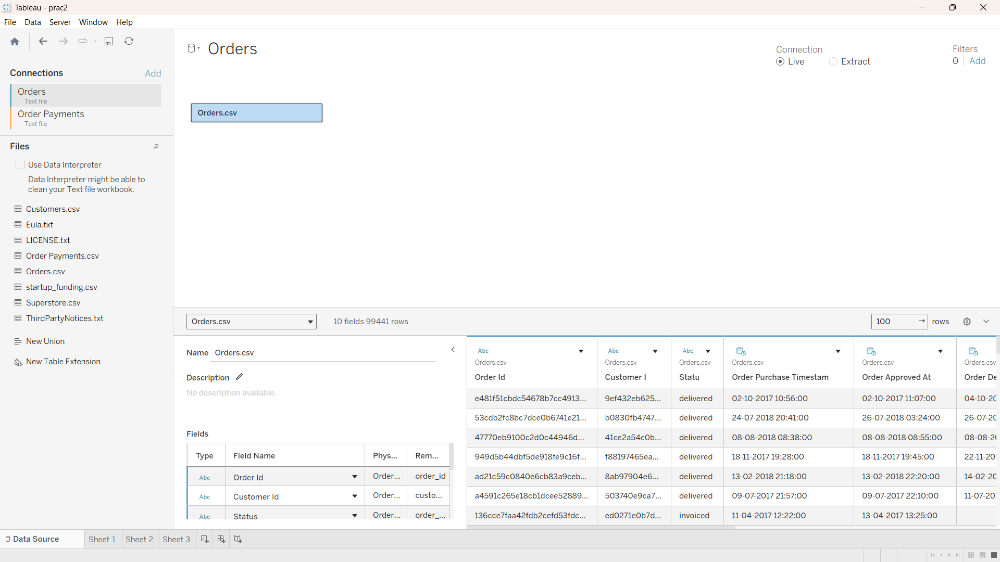 Tableau - prac2
File Data Server Window Help
Orders
Connection
Live Extract
Filters
0 Add
Connections Add
Orders
Text file
Order Payments
Text file
Orders.csv
Files
Use Data Interpreter
Data Interpreter might be able to
clean your Text file workbook.
Customers.csv
Eula.txt
LICENSE.txt
Order Payments.csv
Orders.csv
startup_funding.csv
Superstore.csv
ThirdPartyNotices.txt
New Union
New Table Extension
Orders.csv 10 fields 99441 rows 100 rows
Name Orders.csv
Description
No description available.
Fields
Type Field Name Phys... Rem...
Abc Order Id Order... order_id
Abc Customer Id Order... custo...
Abc Status Order... order_...
Abc Abc Abc
Orders.csv Orders.csv Orders.csv Orders.csv Orders.csv Orders.csv
Order Id Customer I Statu Order Purchase Timestam Order Approved At Order De
e481f51cbdc54678b7cc4913... 9ef432eb625... delivered 02-10-2017 10:56:00 02-10-2017 11:07:00 04-10-20
53cdb2fc8bc7dce0b6741e21... b0830fb4747... delivered 24-07-2018 20:41:00 26-07-2018 03:24:00 26-07-20
47770eb9100c2d0c44946d... 41ce2a54c0b... delivered 08-08-2018 08:38:00 08-08-2018 08:55:00 08-08-20
949d5b44dbf5de918fe9c16f... f88197465ea... delivered 18-11-2017 19:28:00 18-11-2017 19:45:00 22-11-201
ad21c59c0840e6cb83a9ceb... 8ab97904e6... delivered 13-02-2018 21:18:00 13-02-2018 22:20:00 14-02-20
a4591c265e18cb1dcee52889... 503740e9ca7... delivered 09-07-2017 21:57:00 09-07-2017 22:10:00 11-07-201
136cce7faa42fdb2cefd53fdc... ed0271e0b7d... invoiced 11-04-2017 12:22:00 13-04-2017 13:25:00
Data Source Sheet 1 Sheet 2 Sheet 3